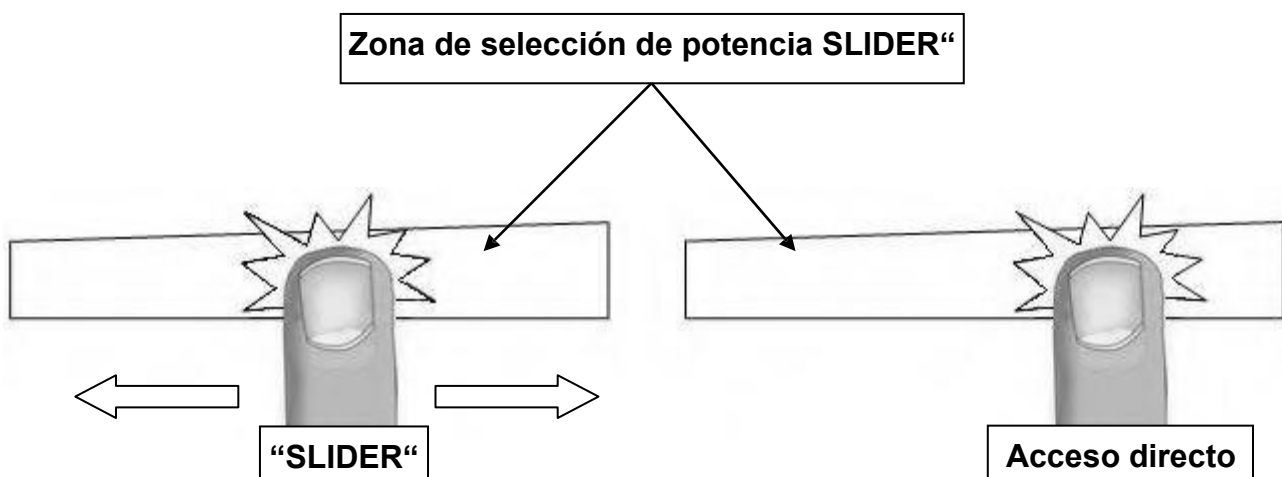 Zona de selección de potencia SLIDER“
“SLIDER“
Acceso directo